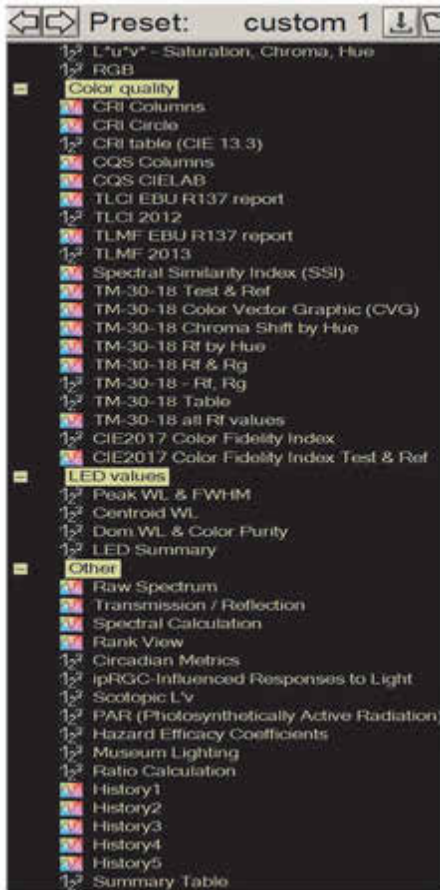 Preset: custom 1
L*u*v* - Saturation, Chroma, Hue
RGB
Color quality
CRI Columns
CRI Circle
CRI table (CIE 13.3)
CQS Columns
CQS CIELAB
TLCI EBU R137 report
TLCI 2012
TLMF EBU R137 report
TLMF 2013
Spectral Similarity Index (SSI)
TM-30-18 Test & Ref
TM-30-18 Color Vector Graphic (CVG)
TM-30-18 Chroma Shift by Hue
TM-30-18 Rf by Hue
TM-30-18 Rf & Rg
TM-30-18 - Rf, Rg
TM-30-18 Table
TM-30-18 all Rf values
CIE2017 Color Fidelity Index
CIE2017 Color Fidelity Index Test & Ref
LED values
Peak WL & FWHM
Centroid WL
Dom WL & Color Purity
LED Summary
Other
Raw Spectrum
Transmission / Reflection
Spectral Calculation
Rank View
Circadian Metrics
ipRGC-Influenced Responses to Light
Scotopic L'v
PAR (Photosynthetically Active Radiation)
Hazard Efficacy Coefficients
Museum Lighting
Ratio Calculation
History1
History2
History3
History4
History5
Summary Table